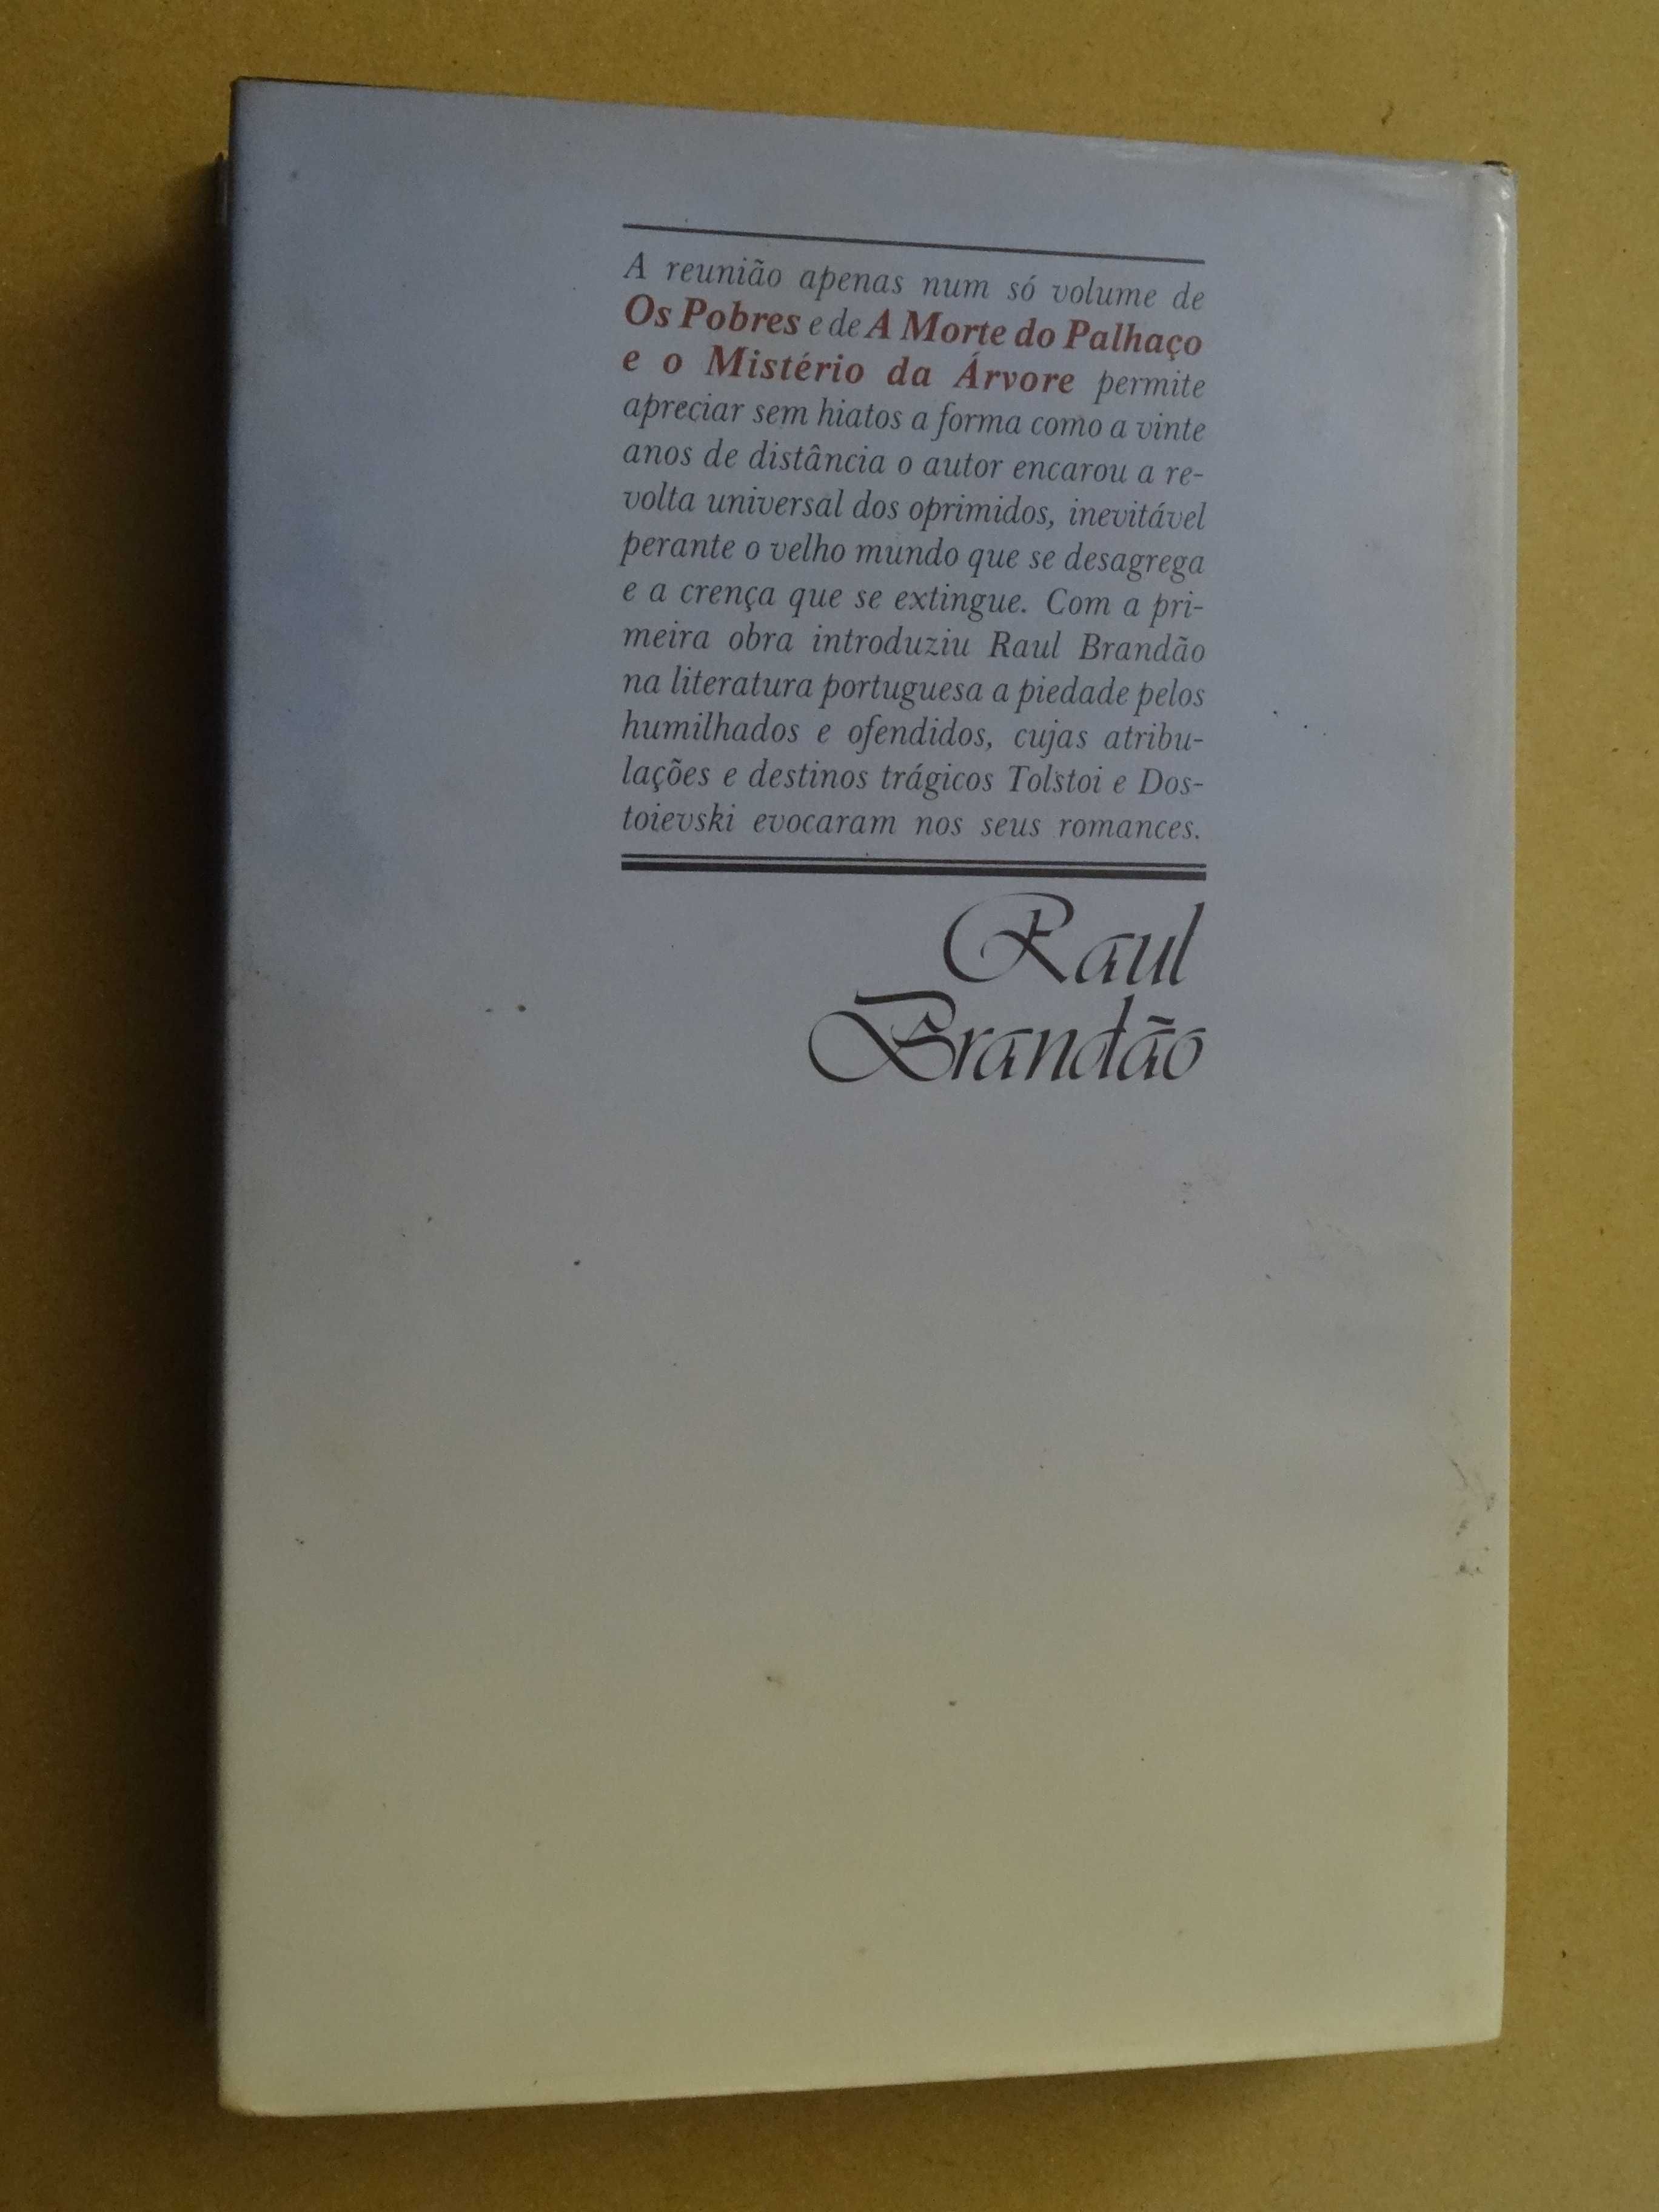 A reunião apenas num só volume de
Os Pobres e de A Morte do Palhaço
e o Mistério da Árvore permite
apreciar sem hiatos a forma como a vinte
anos de distância o autor encarou a re-
volta universal dos oprimidos, inevitável
perante o velho mundo que se desagrega
e a crença que se extingue. Com a pri-
meira obra introduziu Raul Brandão
na literatura portuguesa a piedade pelos
humilhados e ofendidos, cujas atribu-
lações e destinos trágicos Tolstoi e Dos-
toievski evocaram nos seus romances.
Raul
Brandão